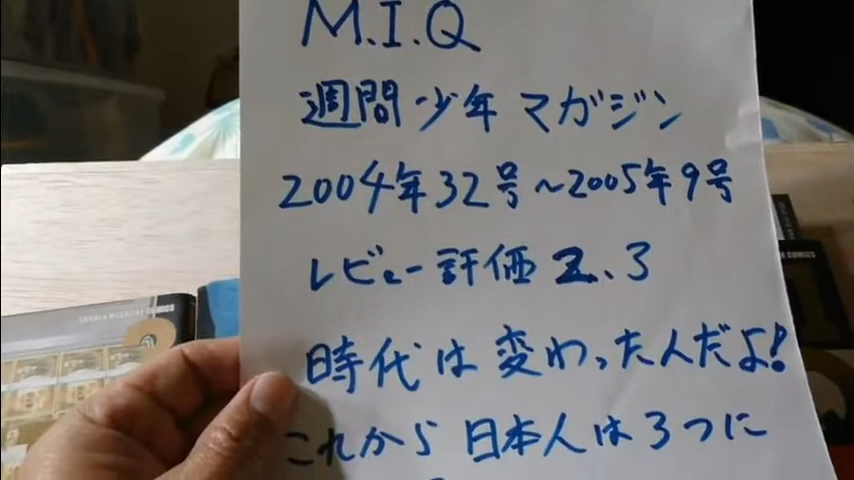 M.I.Q
週間少年マガジン
2004年32号～2005年9号
レビュー評価 2.3
時代は変わったんだよ!
これから日本人は3つに
COMICS